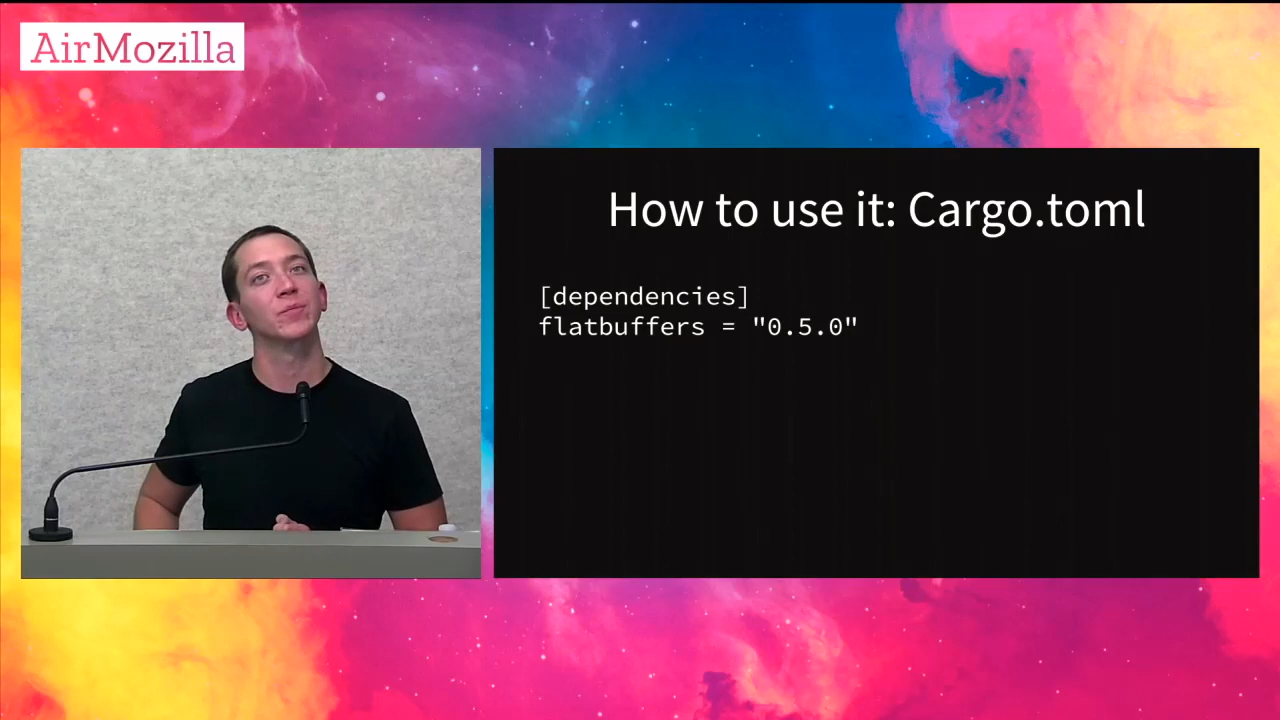 AirMozilla
How to use it: Cargo.toml
[dependencies]
flatbuffers = "0.5.0"